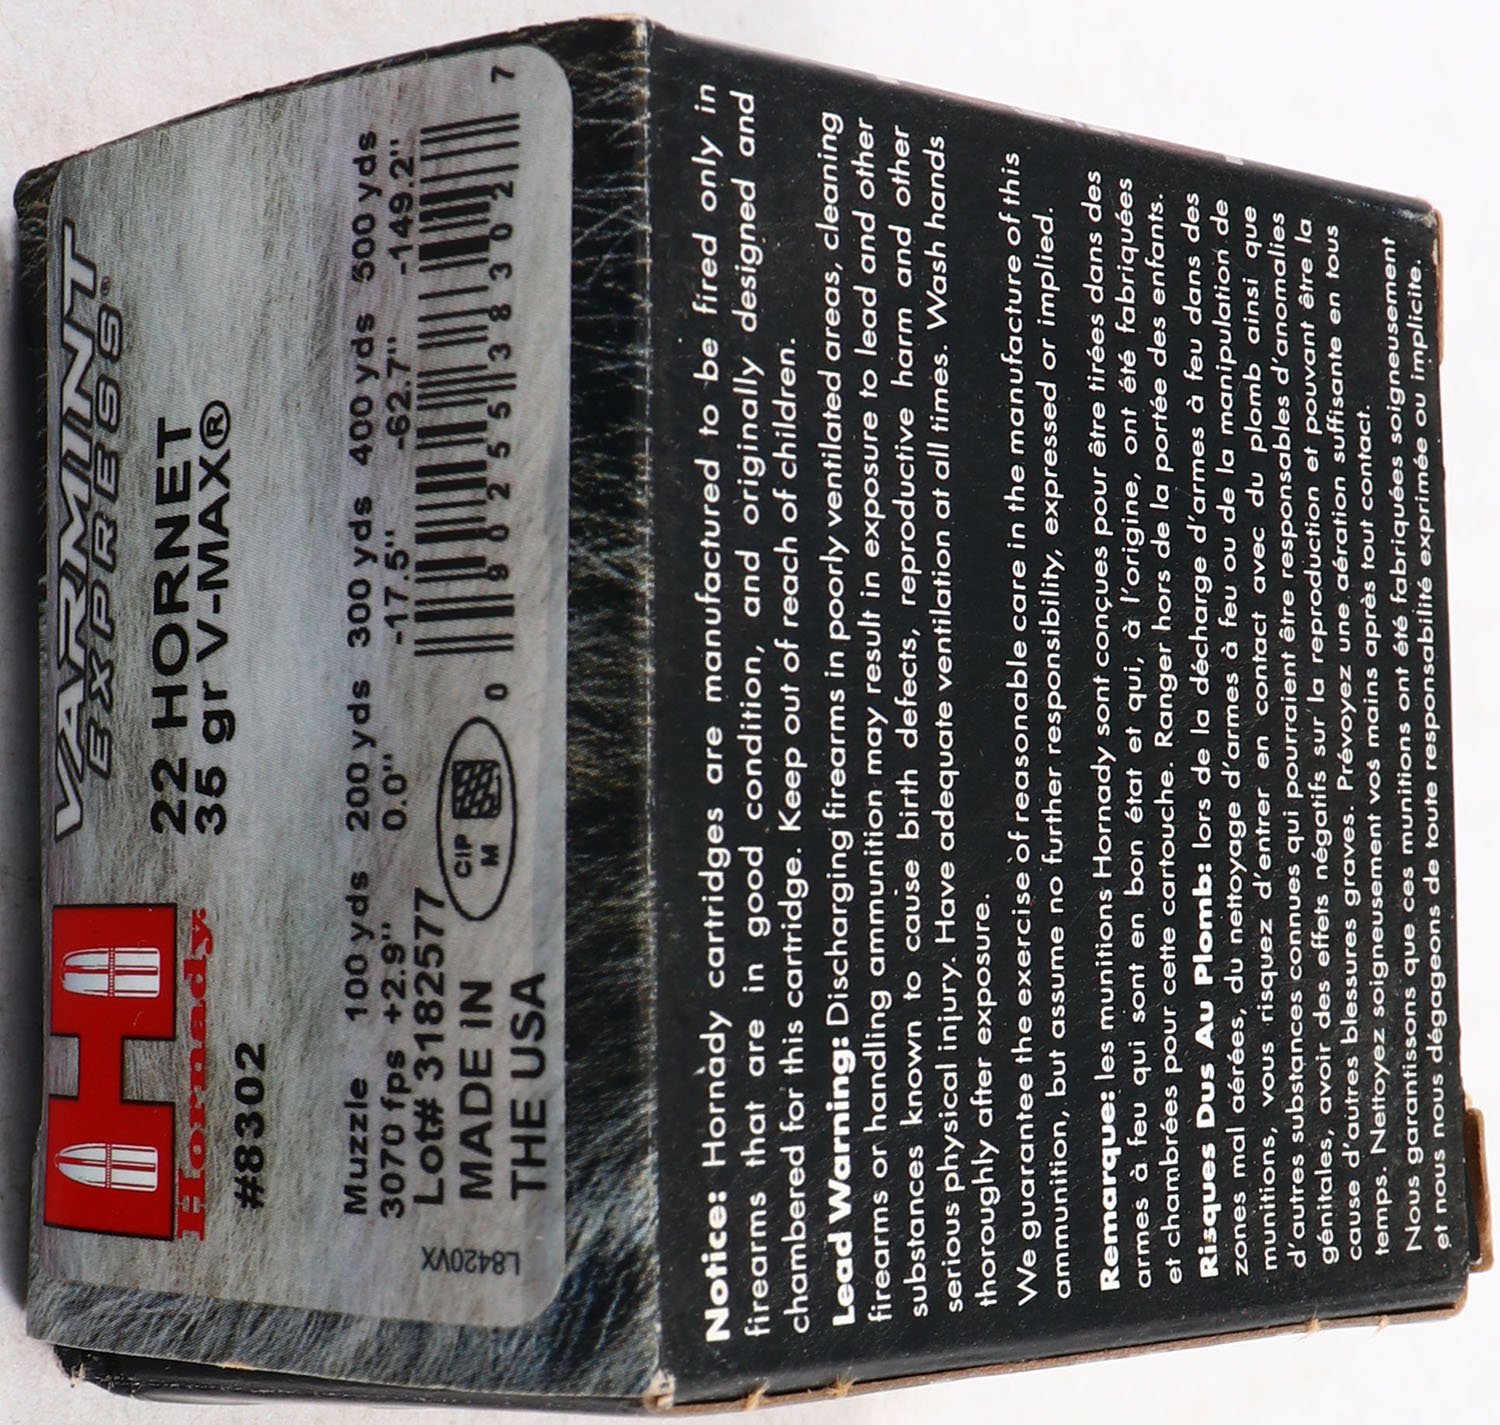 VARMINT
EXPRESS®
Hornady.
22 HORNET
35 gr V-MAX®
#8302
Muzzle 100 yds 200 yds 300 yds 400 yds 500 yds
3070 fps +2.9" 0.0" -17.5" -62.7" -149.2"
Lot# 3182577
MADE IN
THE USA
CIP
M
0 90255 38302 7
L8420VX
Notice: Hornady cartridges are manufactured to be fired only in
firearms that are in good condition, and originally designed and
chambered for this cartridge. Keep out of reach of children.
Lead Warning: Discharging firearms in poorly ventilated areas, cleaning
firearms or handling ammunition may result in exposure to lead and other
substances known to cause birth defects, reproductive harm and other
serious physical injury. Have adequate ventilation at all times. Wash hands
thoroughly after exposure.
We guarantee the exercise of reasonable care in the manufacture of this
ammunition, but assume no further responsibility, expressed or implied.
Remarque: les munitions Hornady sont conçues pour être tirées dans des
armes à feu qui sont en bon état et qui, à l'origine, ont été fabriquées
et chambrées pour cette cartouche. Ranger hors de la portée des enfants.
Risques Dus Au Plomb: lors de la décharge d'armes à feu dans des
zones mal aérées, du nettoyage d'armes à feu ou de la manipulation de
munitions, vous risquez d'entrer en contact avec du plomb ainsi que
d'autres substances connues qui pourraient être responsables d'anomalies
génitales, avoir des effets négatifs sur la reproduction et pouvant être la
cause d'autres blessures graves. Prévoyez une aération suffisante en tous
temps. Nettoyez soigneusement vos mains après tout contact.
Nous garantissons que ces munitions ont été fabriquées soigneusement
et nous dégageons de toute responsabilité exprimée ou implicite.